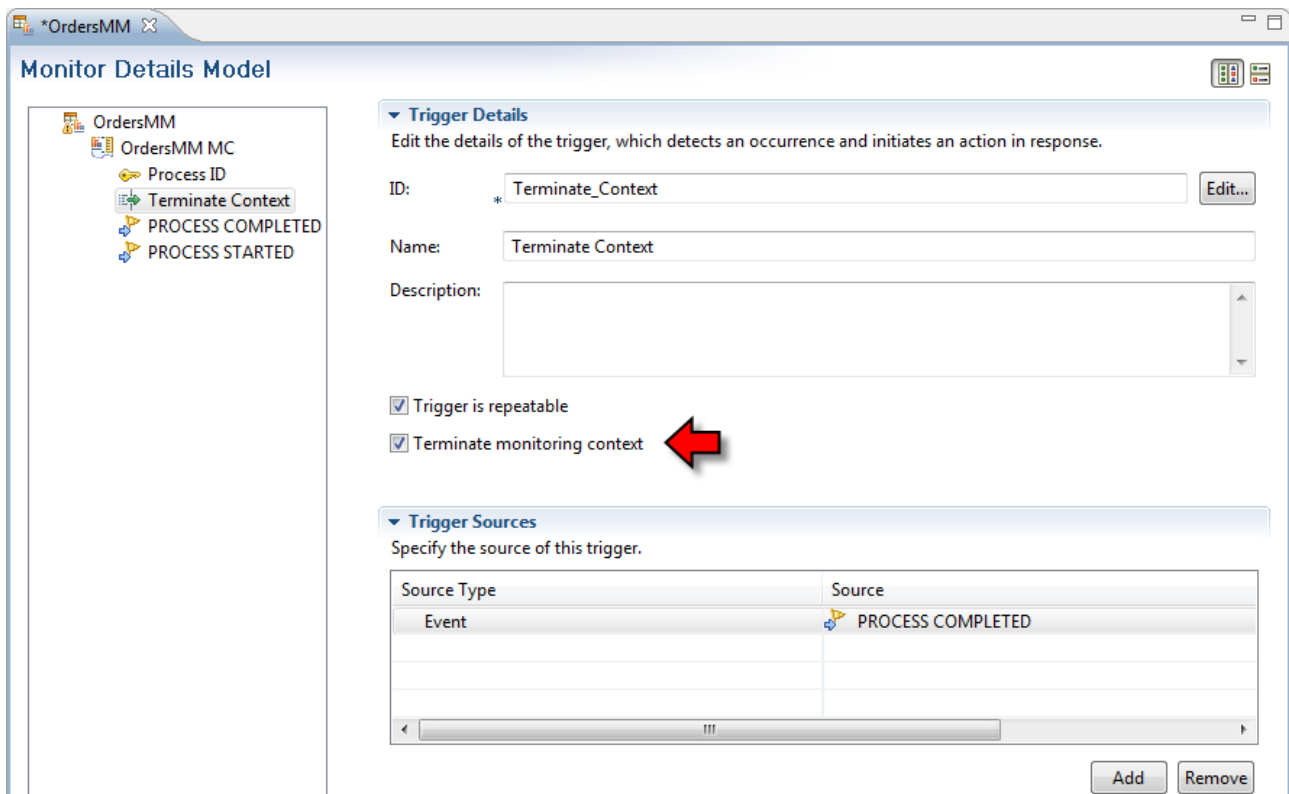 *OrdersMM
Monitor Details Model
OrdersMM
OrdersMM MC
Process ID
Terminate Context
PROCESS COMPLETED
PROCESS STARTED
Trigger Details
Edit the details of the trigger, which detects an occurrence and initiates an action in response.
ID:
* Terminate_Context
Edit...
Name:
Terminate Context
Description:
Trigger is repeatable
Terminate monitoring context
Trigger Sources
Specify the source of this trigger.
Source Type Source
Event PROCESS COMPLETED
Add Remove